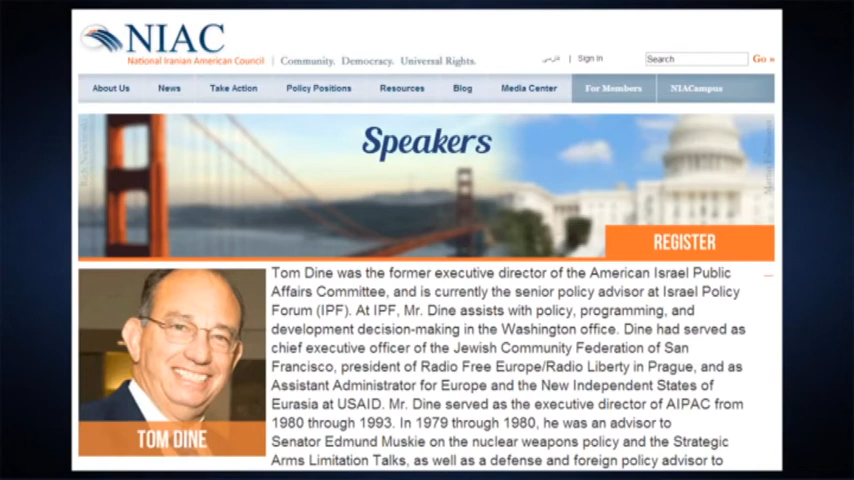 NIAC
National Iranian American Council | Community. Democracy. Universal Rights.
فارسی | Sign In
Search
Go »
About Us
News
Take Action
Policy Positions
Resources
Blog
Media Center
For Members
NIACampus
Speakers
REGISTER
Tom Dine was the former executive director of the American Israel Public
Affairs Committee, and is currently the senior policy advisor at Israel Policy
Forum (IPF). At IPF, Mr. Dine assists with policy, programming, and
development decision-making in the Washington office. Dine had served as
chief executive officer of the Jewish Community Federation of San
Francisco, president of Radio Free Europe/Radio Liberty in Prague, and as
Assistant Administrator for Europe and the New Independent States of
Eurasia at USAID. Mr. Dine served as the executive director of AIPAC from
1980 through 1993. In 1979 through 1980, he was an advisor to
Senator Edmund Muskie on the nuclear weapons policy and the Strategic
Arms Limitation Talks, as well as a defense and foreign policy advisor to
TOM DINE